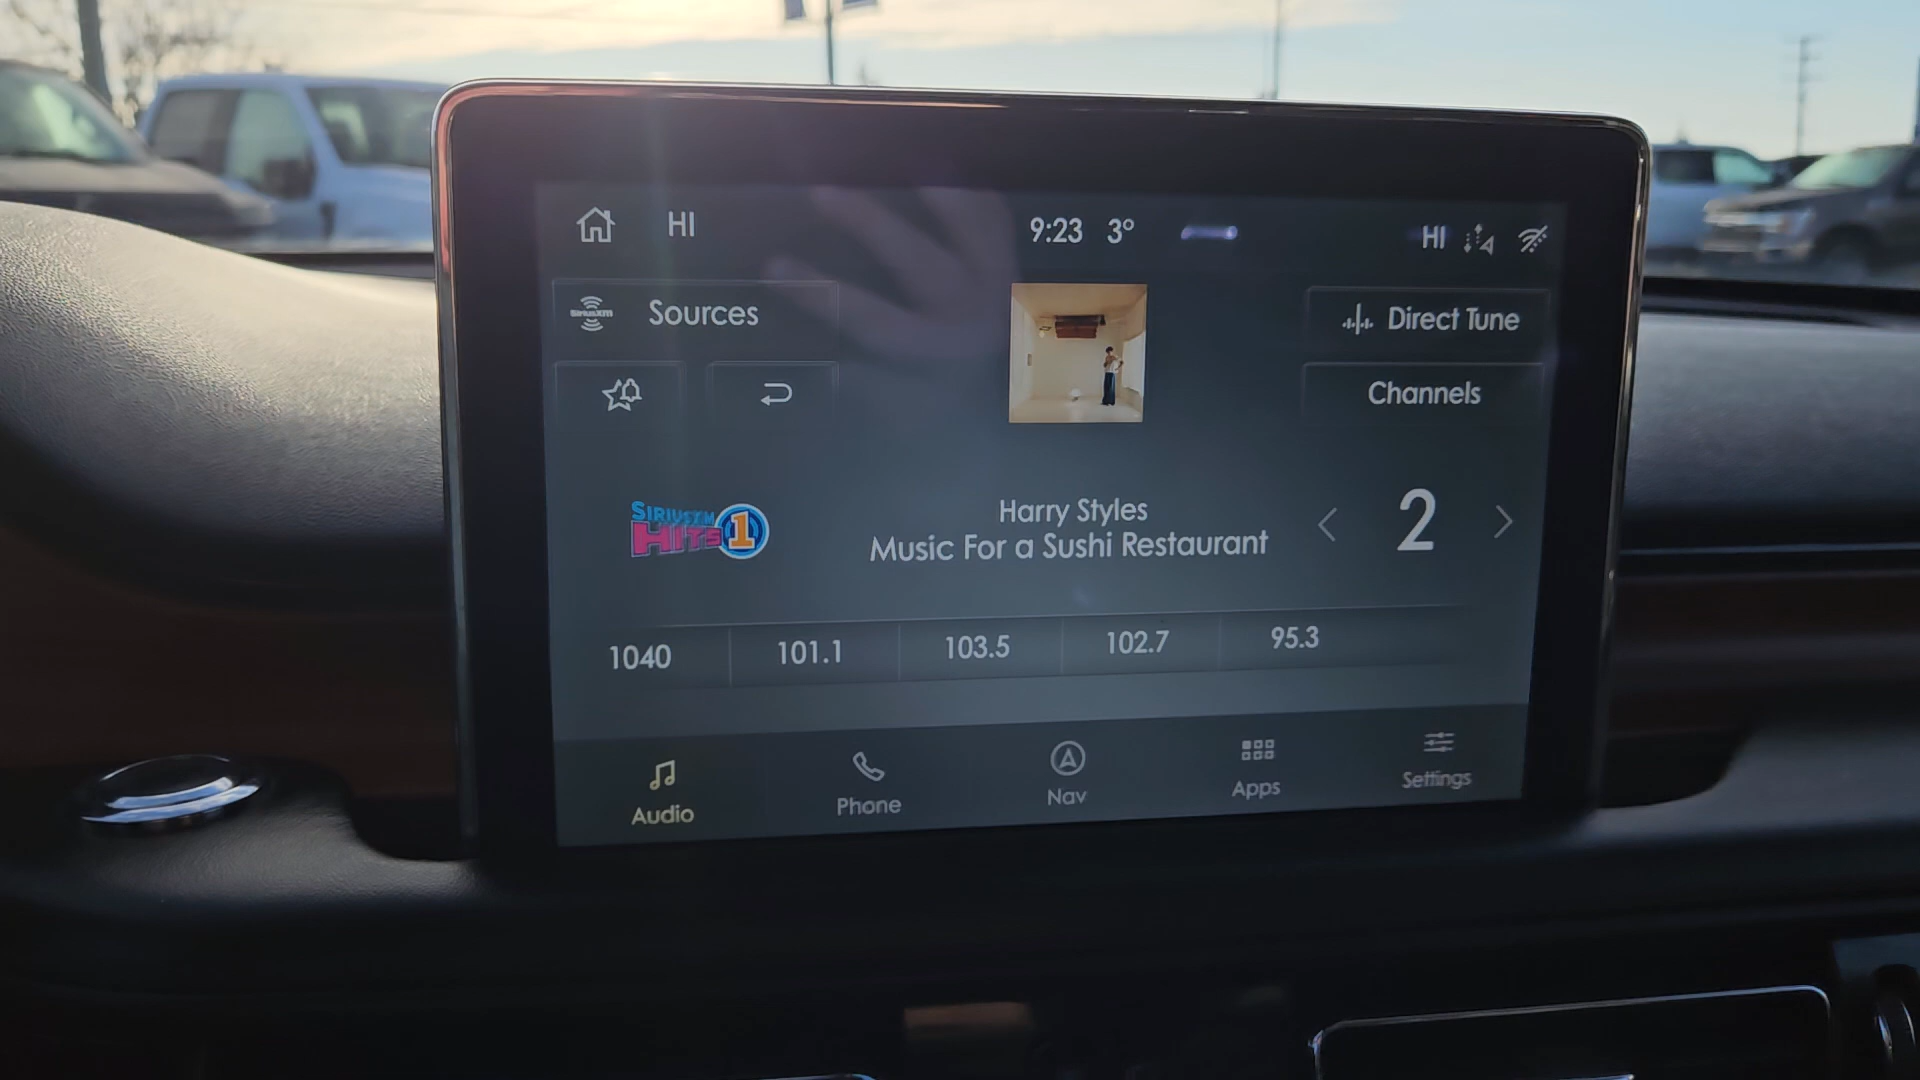 HI
9:23 3°
HI
SiriusXM
Sources
Direct Tune
Channels
SIRIUSXM
HITS 1
Harry Styles
Music For a Sushi Restaurant
2
1040
101.1
103.5
102.7
95.3
Audio
Phone
Nav
Apps
Settings